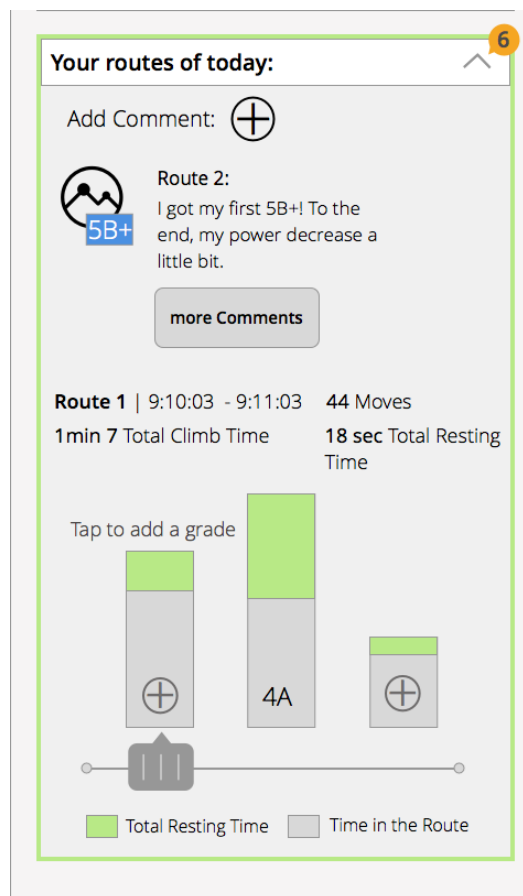 6
Your routes of today:
Add Comment:
Route 2:
I got my first 5B+! To the
end, my power decrease a
little bit.
5B+
more Comments
Route 1 | 9:10:03 - 9:11:03 44 Moves
1min 7 Total Climb Time 18 sec Total Resting
Time
Tap to add a grade
4A
Total Resting Time Time in the Route